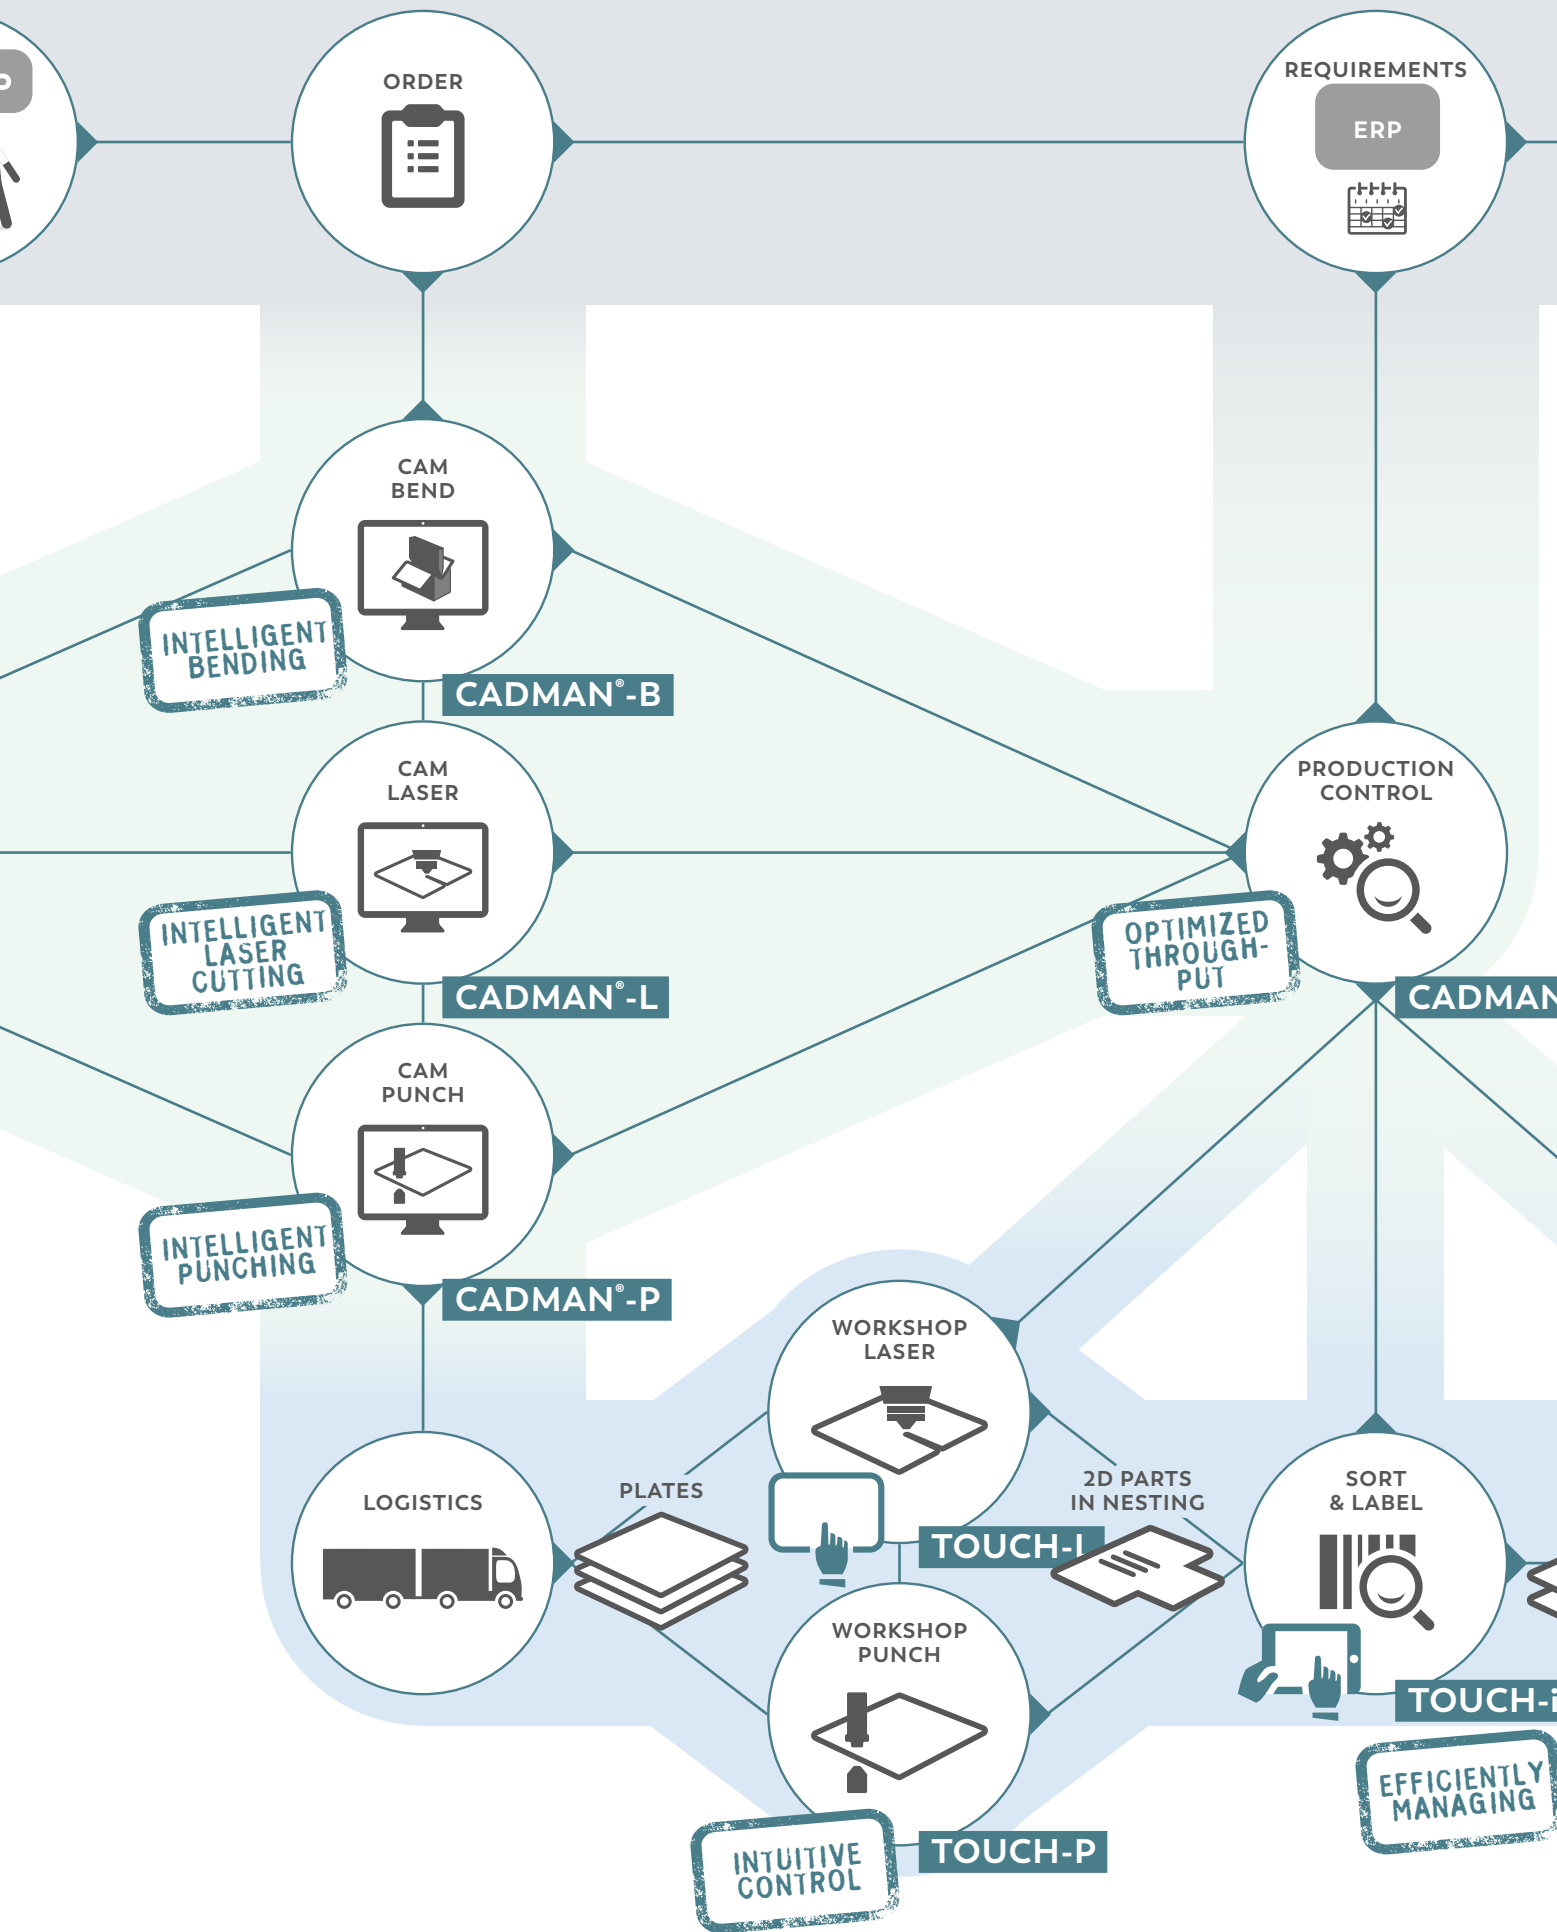 P
ORDER
REQUIREMENTS
ERP
CAM
BEND
INTELLIGENT
BENDING
CADMAN®-B
CAM
LASER
PRODUCTION
CONTROL
INTELLIGENT
LASER
CUTTING
OPTIMIZED
THROUGH-
PUT
CADMAN®-L
CADMAN
CAM
PUNCH
INTELLIGENT
PUNCHING
CADMAN®-P
WORKSHOP
LASER
LOGISTICS
PLATES
2D PARTS
IN NESTING
SORT
& LABEL
TOUCH-L
WORKSHOP
PUNCH
TOUCH-i
EFFICIENTLY
MANAGING
INTUITIVE
CONTROL
TOUCH-P